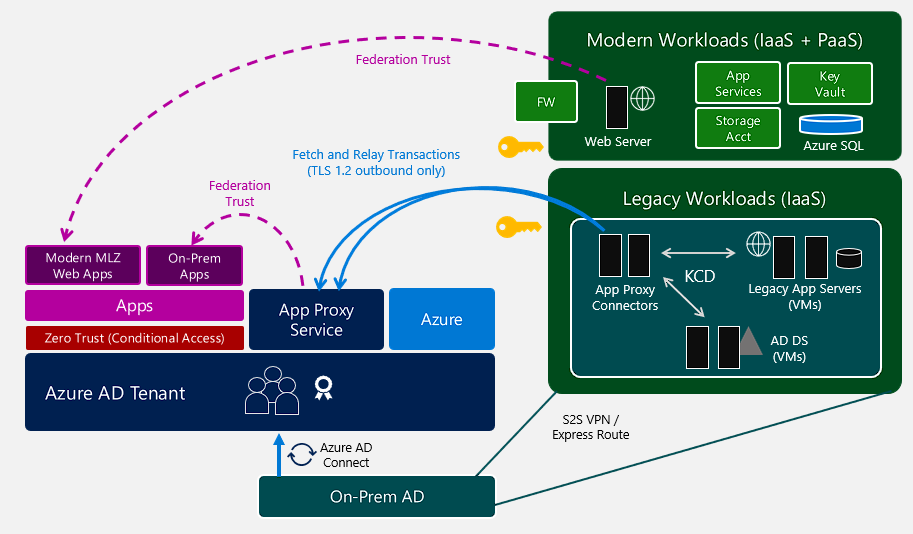 Modern Workloads (IaaS + PaaS)
Federation Trust
FW
Web Server
App
Services
Key
Vault
Storage
Acct
Azure SQL
Fetch and Relay Transactions
(TLS 1.2 outbound only)
Federation
Trust
Legacy Workloads (IaaS)
App Proxy
Connectors
KCD
Legacy App Servers
(VMs)
AD DS
(VMs)
Modern MLZ
Web Apps
On-Prem
Apps
Apps
Zero Trust (Conditional Access)
App Proxy
Service
Azure
Azure AD Tenant
S2S VPN /
Express Route
Azure AD
Connect
On-Prem AD